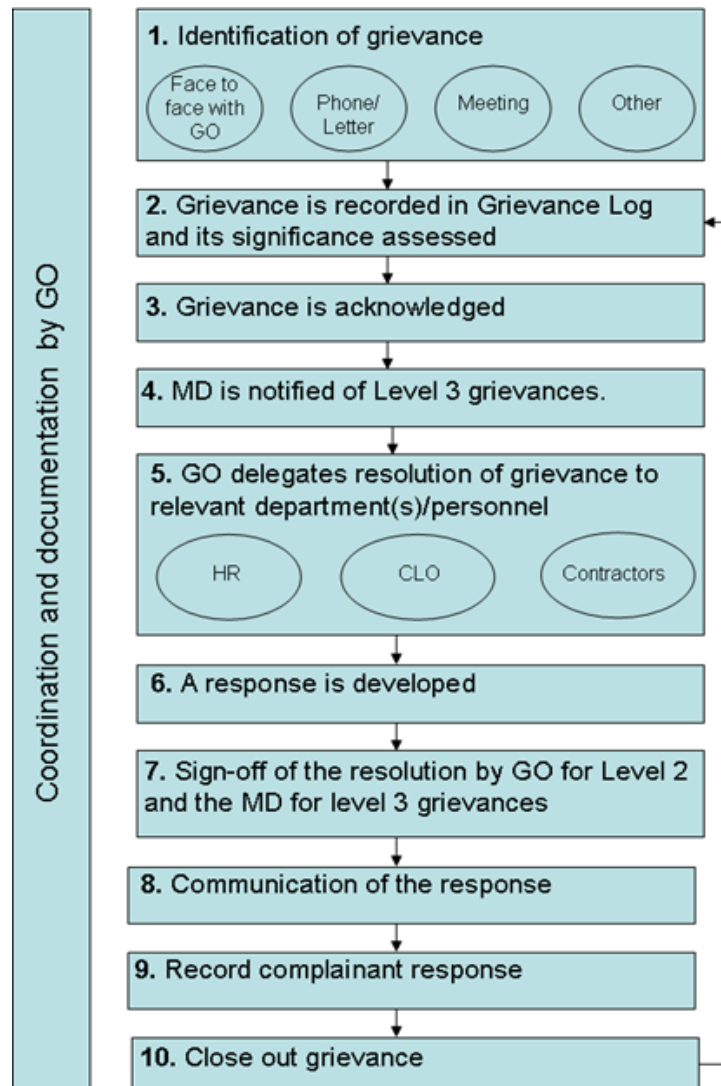 Coordination and documentation by GO
1. Identification of grievance
Face to
face with
GO
Phone/
Letter
Meeting
Other
2. Grievance is recorded in Grievance Log
and its significance assessed
3. Grievance is acknowledged
4. MD is notified of Level 3 grievances.
5. GO delegates resolution of grievance to
relevant department(s)/personnel
HR
CLO
Contractors
6. A response is developed
7. Sign-off of the resolution by GO for Level 2
and the MD for level 3 grievances
8. Communication of the response
9. Record complainant response
10. Close out grievance